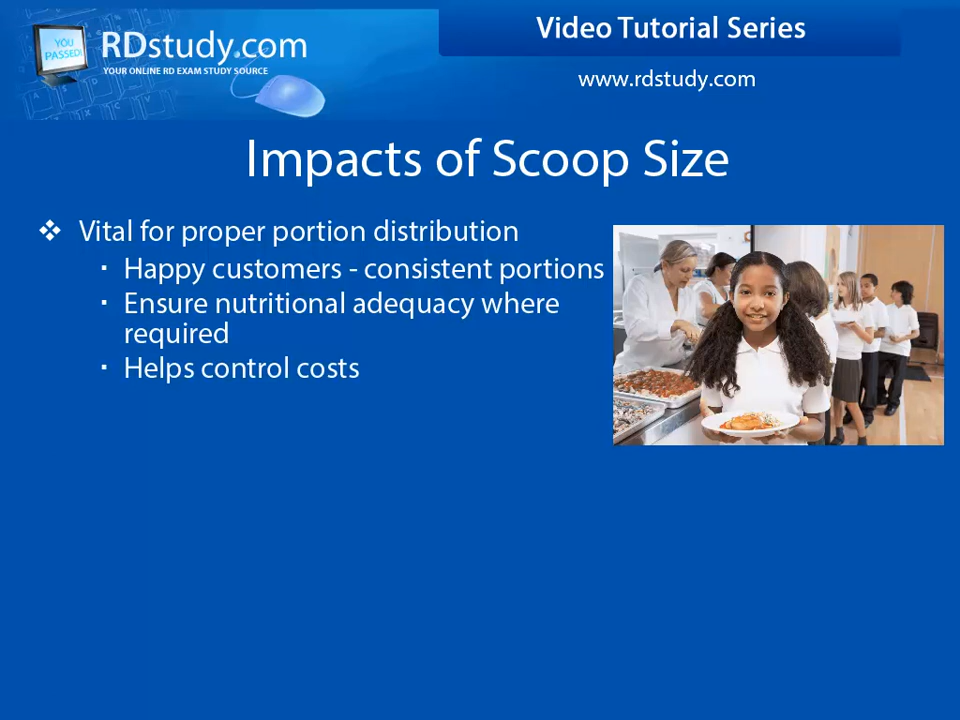 YOU
PASSED!
RDstudy.com
YOUR ONLINE RD EXAM STUDY SOURCE
Video Tutorial Series
www.rdstudy.com
Impacts of Scoop Size
❖ Vital for proper portion distribution
▪ Happy customers - consistent portions
▪ Ensure nutritional adequacy where
required
▪ Helps control costs